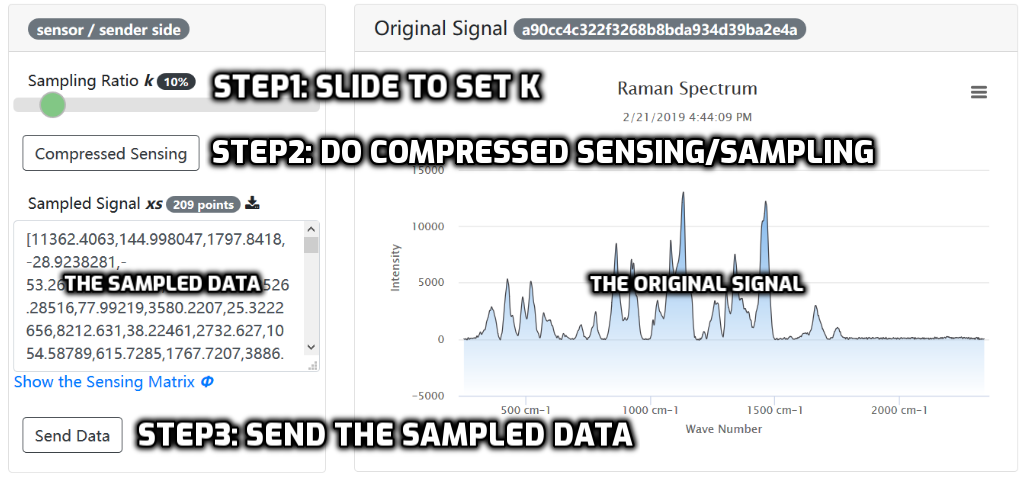 sensor / sender side
Sampling Ratio k 10%
STEP1: SLIDE TO SET K
Compressed Sensing
STEP2: DO COMPRESSED SENSING/SAMPLING
Sampled Signal xs 209 points
[11362.4063,144.998047,1797.8418,
-28.9238281,-
53.26
THE SAMPLED DATA
526
.28516,77.99219,3580.2207,25.3222
656,8212.631,38.22461,2732.627,10
54.58789,615.7285,1767.7207,3886.
Show the Sensing Matrix Φ
Send Data
STEP3: SEND THE SAMPLED DATA
Original Signal a90cc4c322f3268b8bda934d39ba2e4a
Raman Spectrum
2/21/2019 4:44:09 PM
Intensity
15000
10000
5000
0
−5000
THE ORIGINAL SIGNAL
500 cm-1 1000 cm-1 1500 cm-1 2000 cm-1
Wave Number